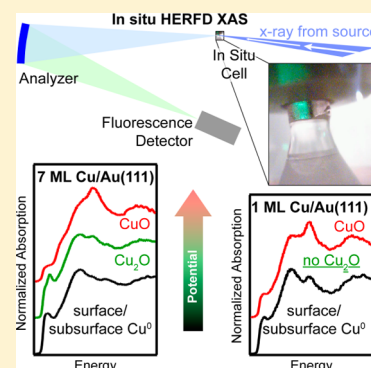 In situ HERFD XAS
x-ray from source
Analyzer
In Situ
Cell
Fluorescence
Detector
7 ML Cu/Au(111)
CuO
Cu₂O
surface/
subsurface Cu⁰
Normalized Absorption
Energy
Potential
1 ML Cu/Au(111)
CuO
no Cu₂O
surface/
subsurface Cu⁰
Normalized Absorption
Energy